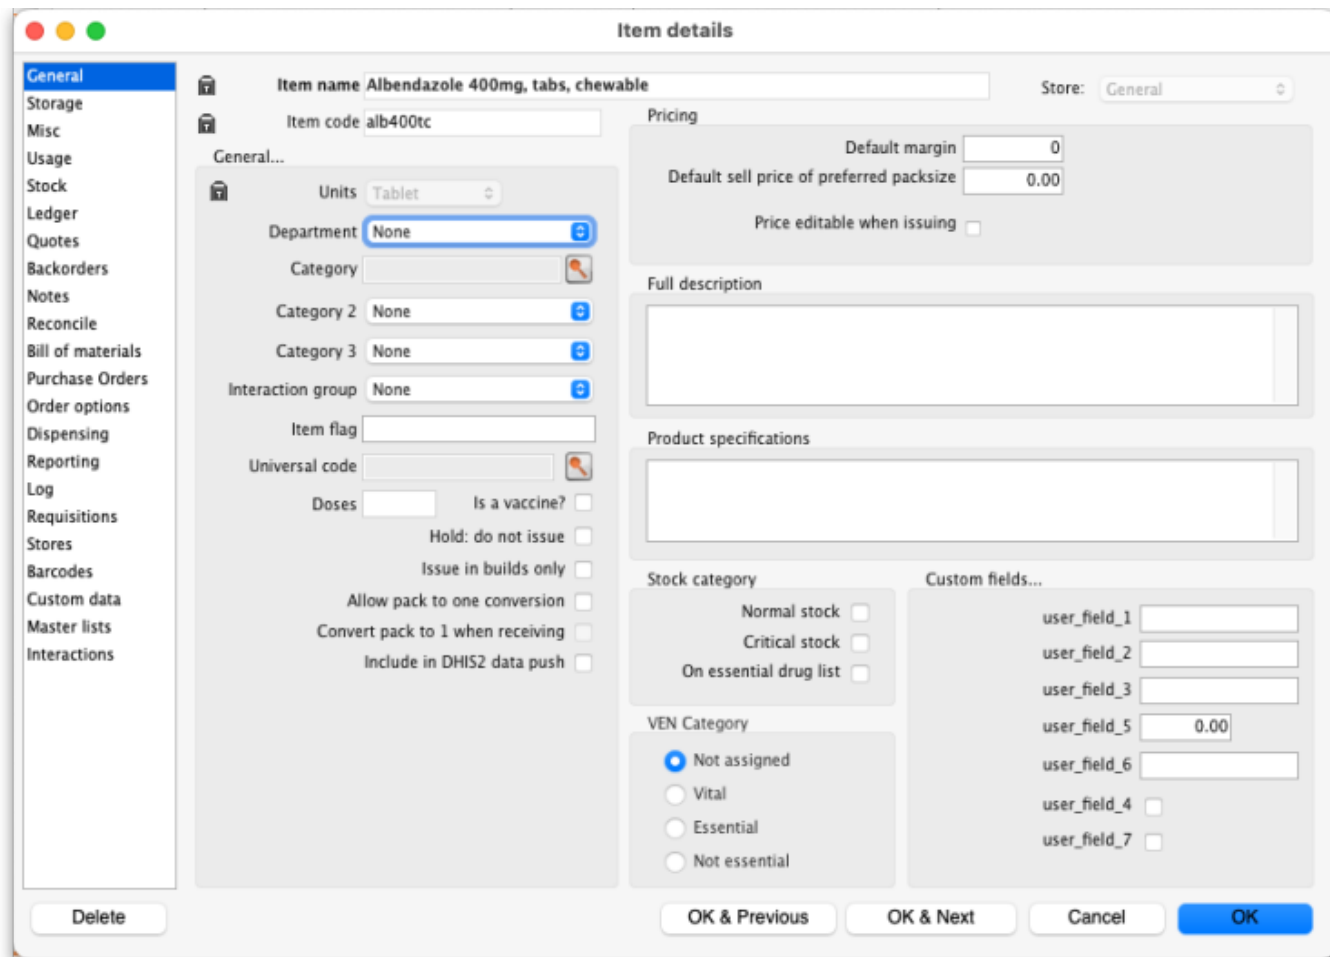 Item details
General
Storage
Misc
Usage
Stock
Ledger
Quotes
Backorders
Notes
Reconcile
Bill of materials
Purchase Orders
Order options
Dispensing
Reporting
Log
Requisitions
Stores
Barcodes
Custom data
Master lists
Interactions
Item name Albendazole 400mg, tabs, chewable
Store: General
Item code alb400tc
General...
Units Tablet
Department None
Category
Category 2 None
Category 3 None
Interaction group None
Item flag
Universal code
Doses Is a vaccine?
Hold: do not issue
Issue in builds only
Allow pack to one conversion
Convert pack to 1 when receiving
Include in DHIS2 data push
Pricing
Default margin 0
Default sell price of preferred packsize 0.00
Price editable when issuing
Full description
Product specifications
Stock category
Normal stock
Critical stock
On essential drug list
VEN Category
Not assigned
Vital
Essential
Not essential
Custom fields...
user_field_1
user_field_2
user_field_3
user_field_5 0.00
user_field_6
user_field_4
user_field_7
Delete
OK & Previous
OK & Next
Cancel
OK